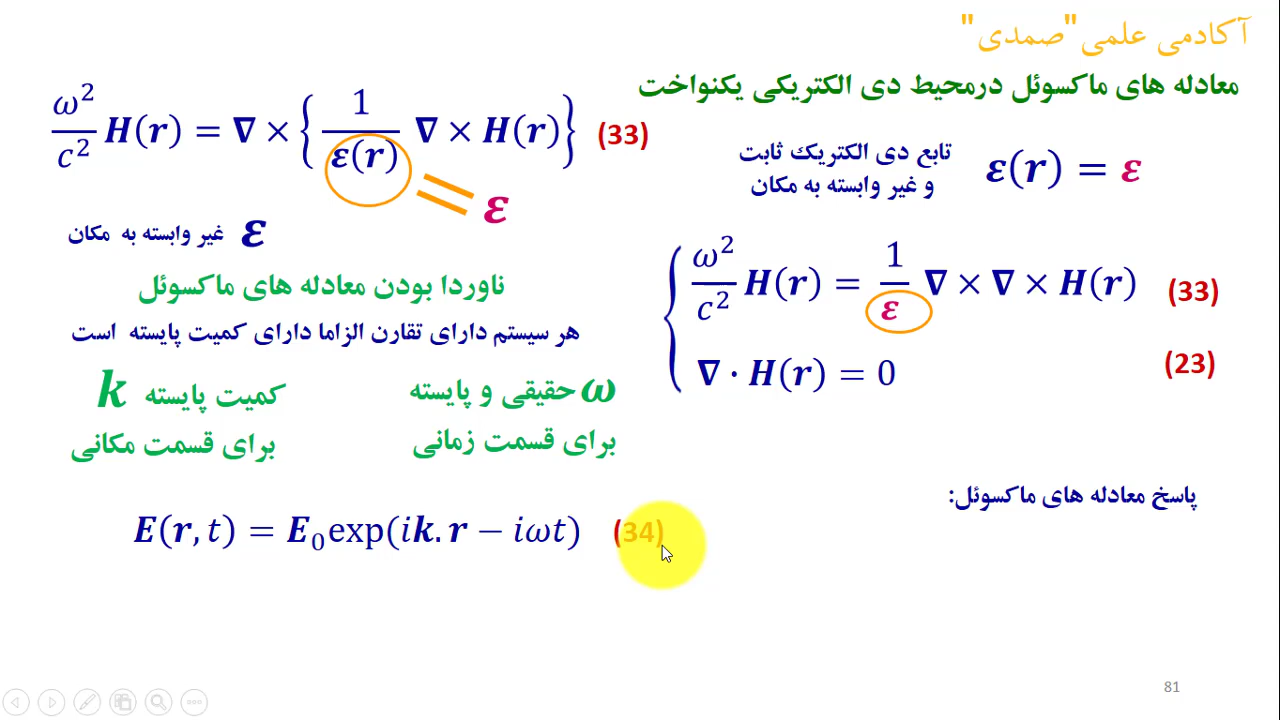 آکادمی علمی"صمدی"
معادله های ماکسوئل درمحیط دی الکتریکی یکنواخت
تابع دی الکتریک ثابت
و غیر وابسته به مکان
ε(r) = ε
ω²/c² H(r) = ∇ × { 1/ε(r) ∇ × H(r) } (33)
= ε
ε غیر وابسته به مکان
ω²/c² H(r) = 1/ε ∇ × ∇ × H(r) (33)
∇ · H(r) = 0 (23)
ناوردا بودن معادله های ماکسوئل
هر سیستم دارای تقارن الزاما دارای کمیت پایسته است
ω حقیقی و پایسته
برای قسمت زمانی
کمیت پایسته k
برای قسمت مکانی
پاسخ معادله های ماکسوئل:
E(r, t) = E₀exp(ik.r − iωt) (34)
81